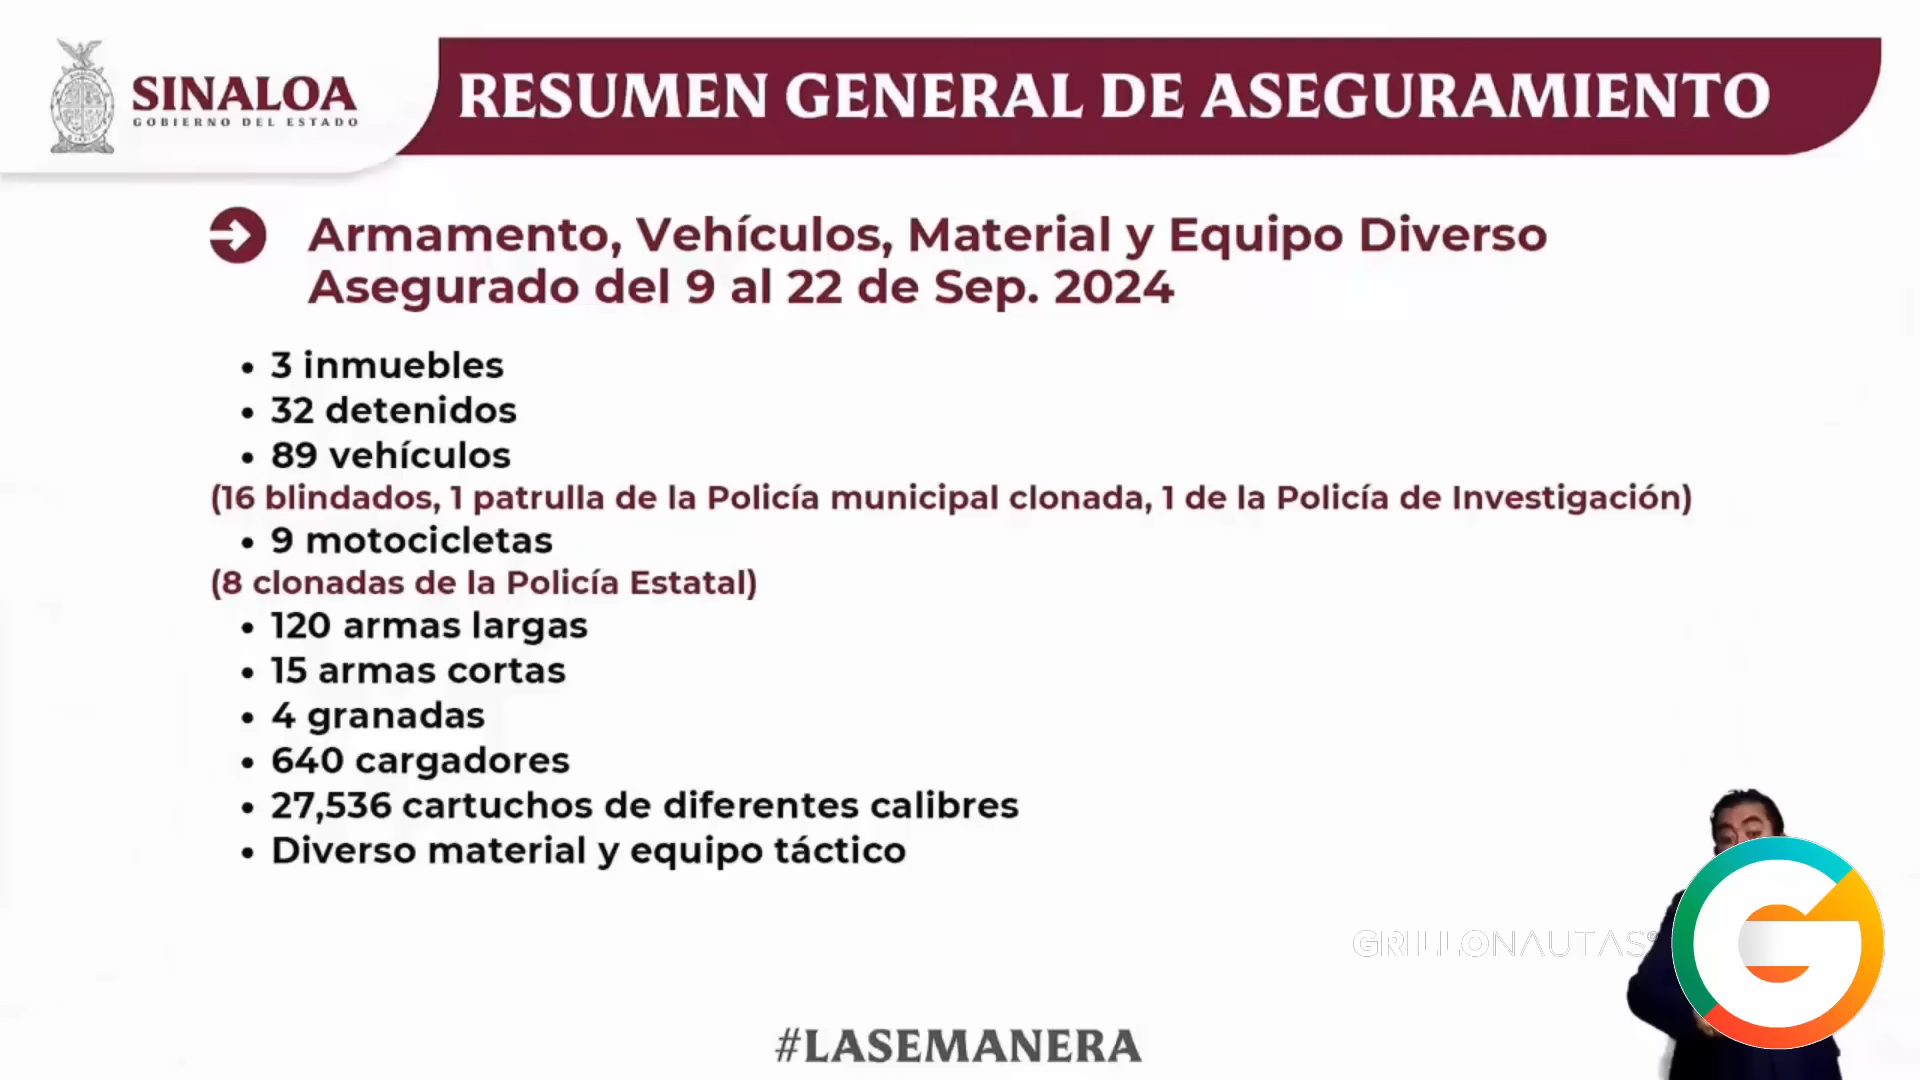 SINALOA
GOBIERNO DEL ESTADO
RESUMEN GENERAL DE ASEGURAMIENTO
Armamento, Vehículos, Material y Equipo Diverso
Asegurado del 9 al 22 de Sep. 2024
• 3 inmuebles
• 32 detenidos
• 89 vehículos
(16 blindados, 1 patrulla de la Policía municipal clonada, 1 de la Policía de Investigación)
• 9 motocicletas
(8 clonadas de la Policía Estatal)
• 120 armas largas
• 15 armas cortas
• 4 granadas
• 640 cargadores
• 27,536 cartuchos de diferentes calibres
• Diverso material y equipo táctico
GRILLONAUTAS®
G
#LASEMANERA